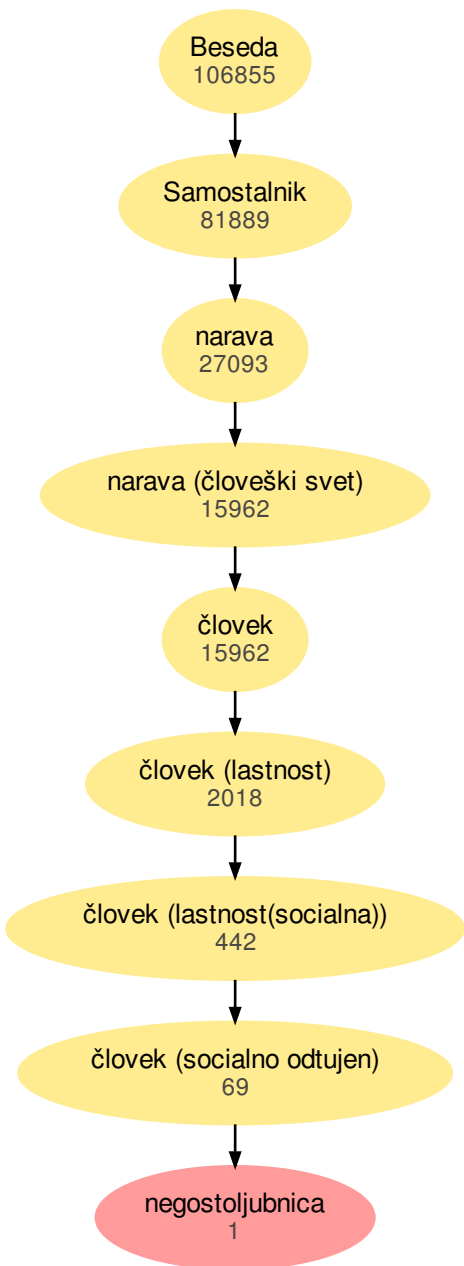 Beseda
106855
Samostalnik
81889
narava
27093
narava (človeški svet)
15962
človek
15962
človek (lastnost)
2018
človek (lastnost(socialna))
442
človek (socialno odtujen)
69
negostoljubnica
1